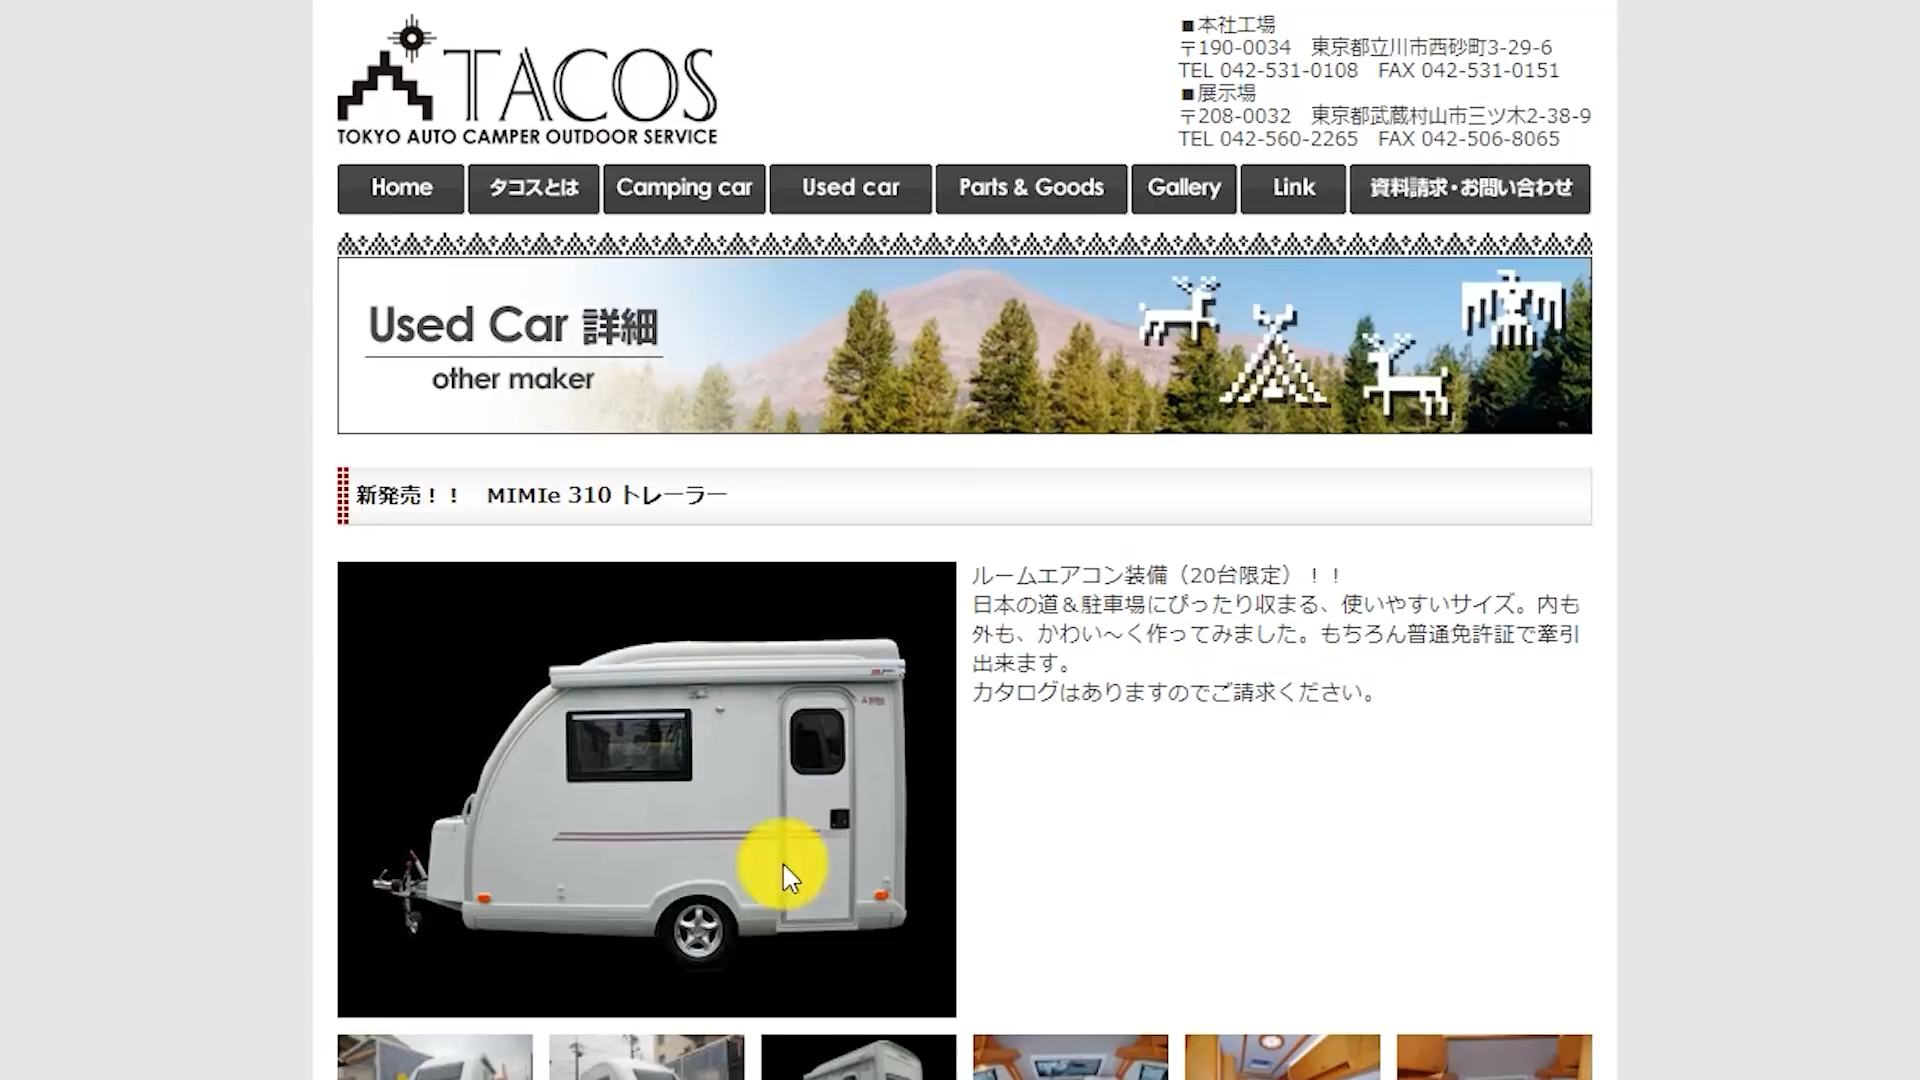 TACOS
TOKYO AUTO CAMPER OUTDOOR SERVICE
■本社工場
〒190-0034　東京都立川市西砂町3-29-6
TEL 042-531-0108　FAX 042-531-0151
■展示場
〒208-0032　東京都武蔵村山市三ツ木2-38-9
TEL 042-560-2265　FAX 042-506-8065
Home タコスとは Camping car Used car Parts & Goods Gallery Link 資料請求・お問い合わせ
Used Car 詳細
other maker
新発売！！　MIMIe 310 トレーラー
ルームエアコン装備（20台限定）！！
日本の道＆駐車場にぴったり収まる、使いやすいサイズ。内も
外も、かわい～く作ってみました。もちろん普通免許証で牽引
出来ます。
カタログはありますのでご請求ください。